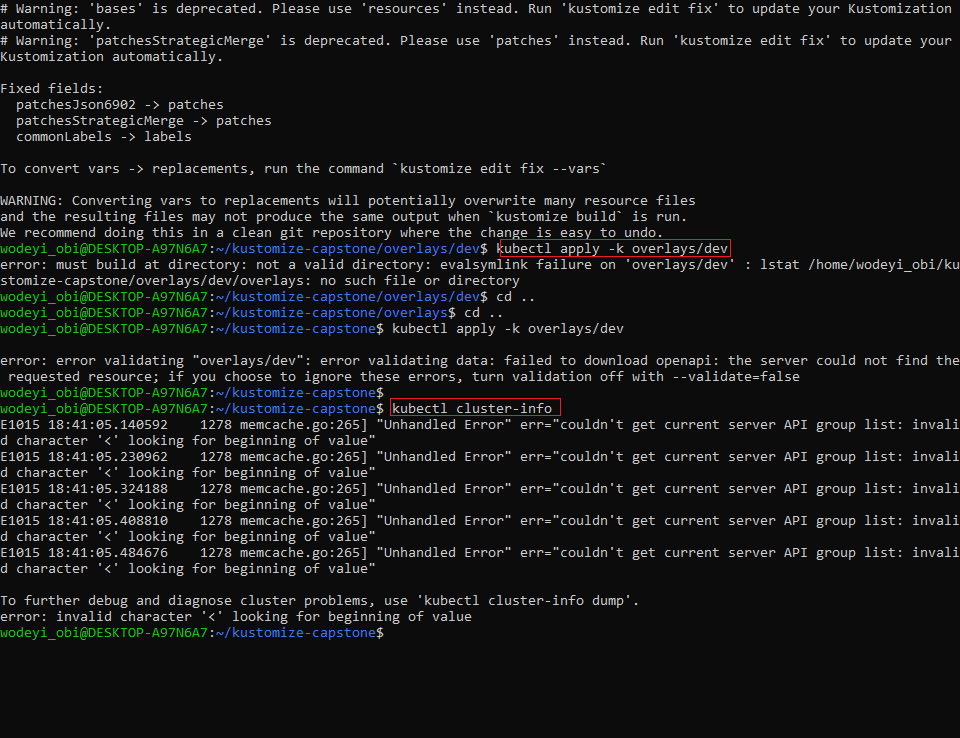 # Warning: 'bases' is deprecated. Please use 'resources' instead. Run 'kustomize edit fix' to update your Kustomization
automatically.
# Warning: 'patchesStrategicMerge' is deprecated. Please use 'patches' instead. Run 'kustomize edit fix' to update your
Kustomization automatically.
Fixed fields:
patchesJson6902 -> patches
patchesStrategicMerge -> patches
commonLabels -> labels
To convert vars -> replacements, run the command `kustomize edit fix --vars`
WARNING: Converting vars to replacements will potentially overwrite many resource files
and the resulting files may not produce the same output when `kustomize build` is run.
We recommend doing this in a clean git repository where the change is easy to undo.
wodeyi_obi@DESKTOP-A97N6A7:~/kustomize-capstone/overlays/dev$ kubectl apply -k overlays/dev
error: must build at directory: not a valid directory: evalsymlink failure on 'overlays/dev' : lstat /home/wodeyi_obi/ku
stomize-capstone/overlays/dev/overlays: no such file or directory
wodeyi_obi@DESKTOP-A97N6A7:~/kustomize-capstone/overlays/dev$ cd ..
wodeyi_obi@DESKTOP-A97N6A7:~/kustomize-capstone/overlays$ cd ..
wodeyi_obi@DESKTOP-A97N6A7:~/kustomize-capstone$ kubectl apply -k overlays/dev
error: error validating "overlays/dev": error validating data: failed to download openapi: the server could not find the
requested resource; if you choose to ignore these errors, turn validation off with --validate=false
wodeyi_obi@DESKTOP-A97N6A7:~/kustomize-capstone$
wodeyi_obi@DESKTOP-A97N6A7:~/kustomize-capstone$ kubectl cluster-info
E1015 18:41:05.140592    1278 memcache.go:265] "Unhandled Error" err="couldn't get current server API group list: invali
d character '<' looking for beginning of value"
E1015 18:41:05.230962    1278 memcache.go:265] "Unhandled Error" err="couldn't get current server API group list: invali
d character '<' looking for beginning of value"
E1015 18:41:05.324188    1278 memcache.go:265] "Unhandled Error" err="couldn't get current server API group list: invali
d character '<' looking for beginning of value"
E1015 18:41:05.408810    1278 memcache.go:265] "Unhandled Error" err="couldn't get current server API group list: invali
d character '<' looking for beginning of value"
E1015 18:41:05.484676    1278 memcache.go:265] "Unhandled Error" err="couldn't get current server API group list: invali
d character '<' looking for beginning of value"
To further debug and diagnose cluster problems, use 'kubectl cluster-info dump'.
error: invalid character '<' looking for beginning of value
wodeyi_obi@DESKTOP-A97N6A7:~/kustomize-capstone$